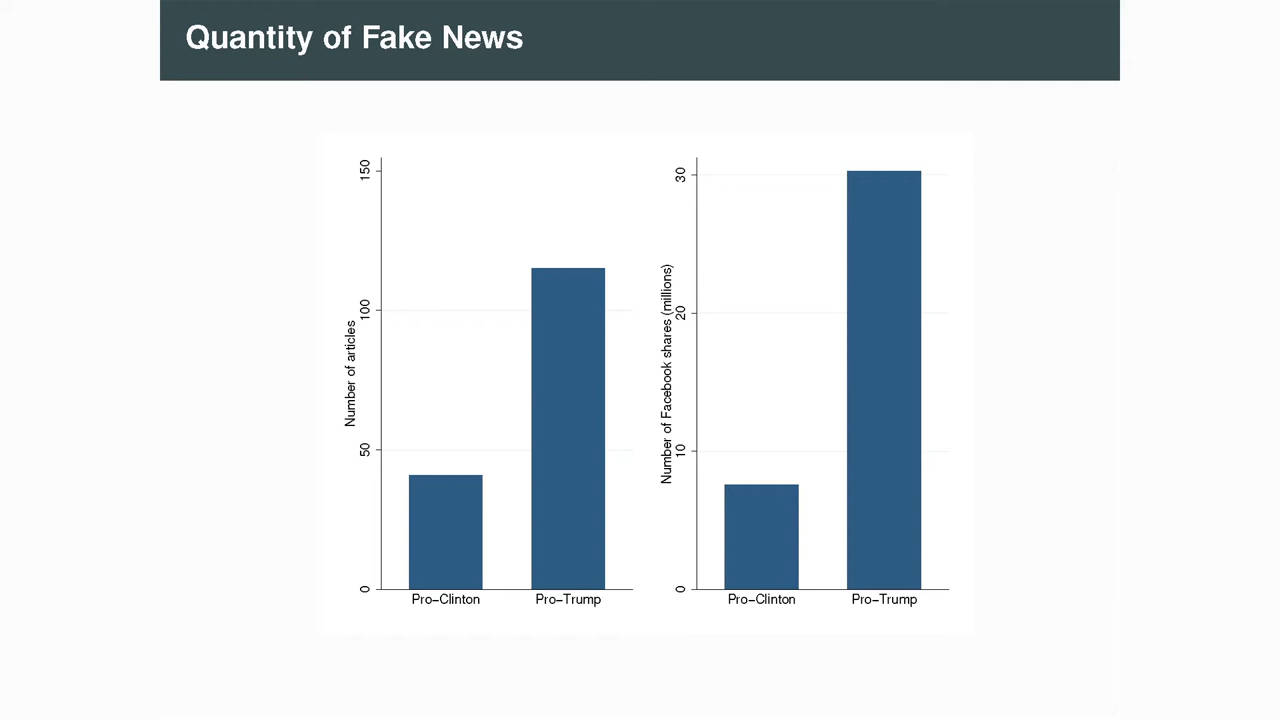 Quantity of Fake News
Number of articles
150
100
50
0
Pro−Clinton
Pro−Trump
Number of Facebook shares (millions)
30
20
10
0
Pro−Clinton
Pro−Trump